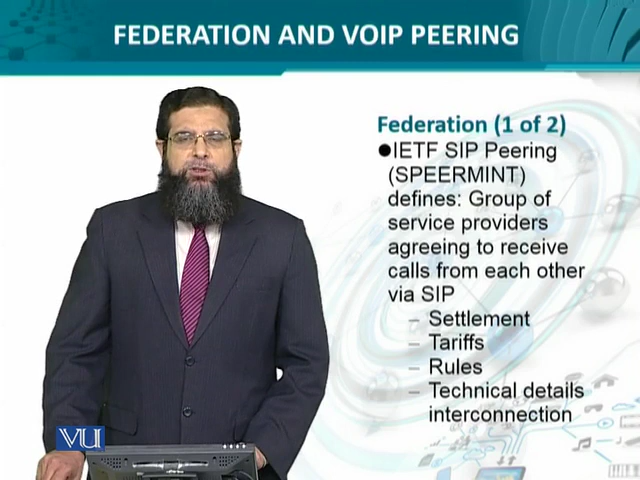 FEDERATION AND VOIP PEERING
Federation (1 of 2)
●IETF SIP Peering
(SPEERMINT)
defines: Group of
service providers
agreeing to receive
calls from each other
via SIP
– Settlement
– Tariffs
– Rules
– Technical details
interconnection
VU